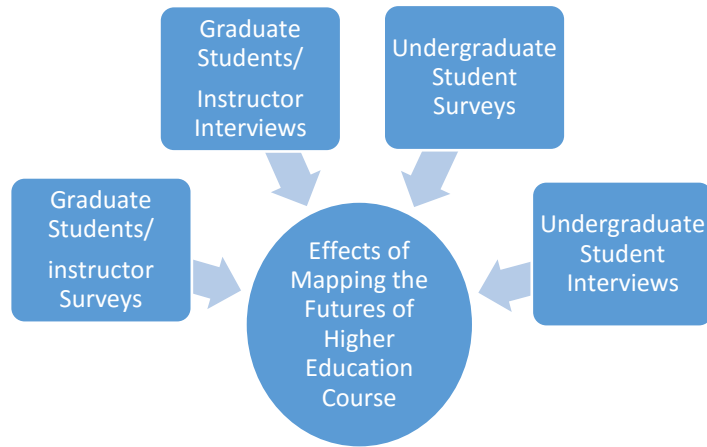 Graduate
Students/
Instructor
Interviews
Undergraduate
Student
Surveys
Graduate
Students/
instructor
Surveys
Undergraduate
Student
Interviews
Effects of
Mapping the
Futures of
Higher
Education
Course